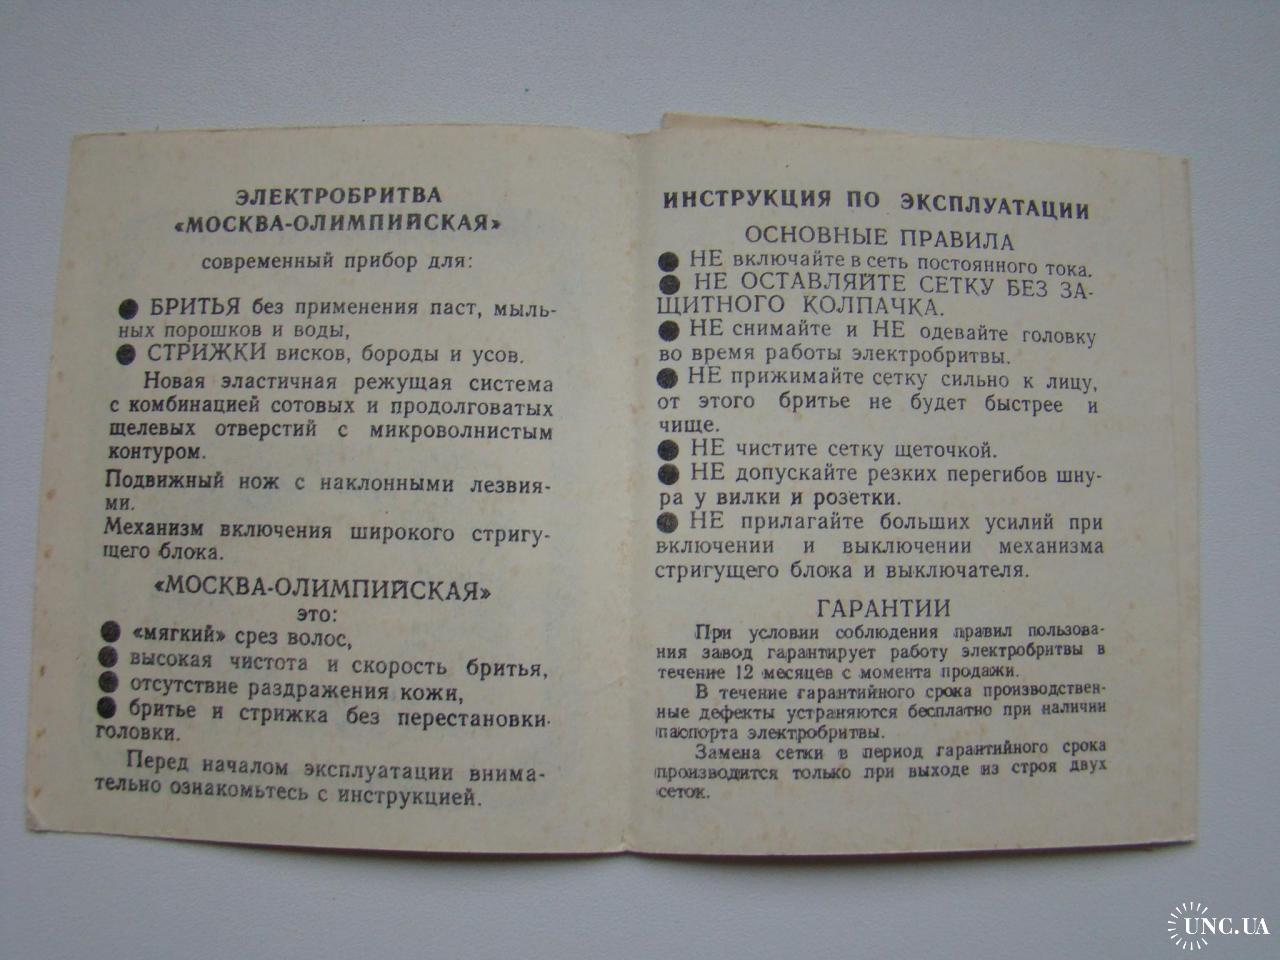 ЭЛЕКТРОБРИТВА
«МОСКВА-ОЛИМПИЙСКАЯ»
современный прибор для:
● БРИТЬЯ без применения паст, мыль-
ных порошков и воды,
● СТРИЖКИ висков, бороды и усов.
Новая эластичная режущая система
с комбинацией сотовых и продолговатых
щелевых отверстий с микроволнистым
контуром.
Подвижный нож с наклонными лезвия-
ми.
Механизм включения широкого стригу-
щего блока.
«МОСКВА-ОЛИМПИЙСКАЯ»
это:
● «мягкий» срез волос,
● высокая чистота и скорость бритья,
● отсутствие раздражения кожи,
● бритье и стрижка без перестановки
головки.
Перед началом эксплуатации внима-
тельно ознакомьтесь с инструкцией.
ИНСТРУКЦИЯ ПО ЭКСПЛУАТАЦИИ
ОСНОВНЫЕ ПРАВИЛА
● НЕ включайте в сеть постоянного тока.
● НЕ ОСТАВЛЯЙТЕ СЕТКУ БЕЗ ЗА-
ЩИТНОГО КОЛПАЧКА.
● НЕ снимайте и НЕ одевайте головку
во время работы электробритвы.
● НЕ прижимайте сетку сильно к лицу,
от этого бритье не будет быстрее и
чище.
● НЕ чистите сетку щеточкой.
● НЕ допускайте резких перегибов шну-
ра у вилки и розетки.
● НЕ прилагайте больших усилий при
включении и выключении механизма
стригущего блока и выключателя.
ГАРАНТИИ
При условии соблюдения правил пользова-
ния завод гарантирует работу электробритвы в
течение 12 месяцев с момента продажи.
В течение гарантийного срока производствен-
ные дефекты устраняются бесплатно при наличии
паспорта электробритвы.
Замена сетки в период гарантийного срока
производится только при выходе из строя двух
сеток.
UNC.UA